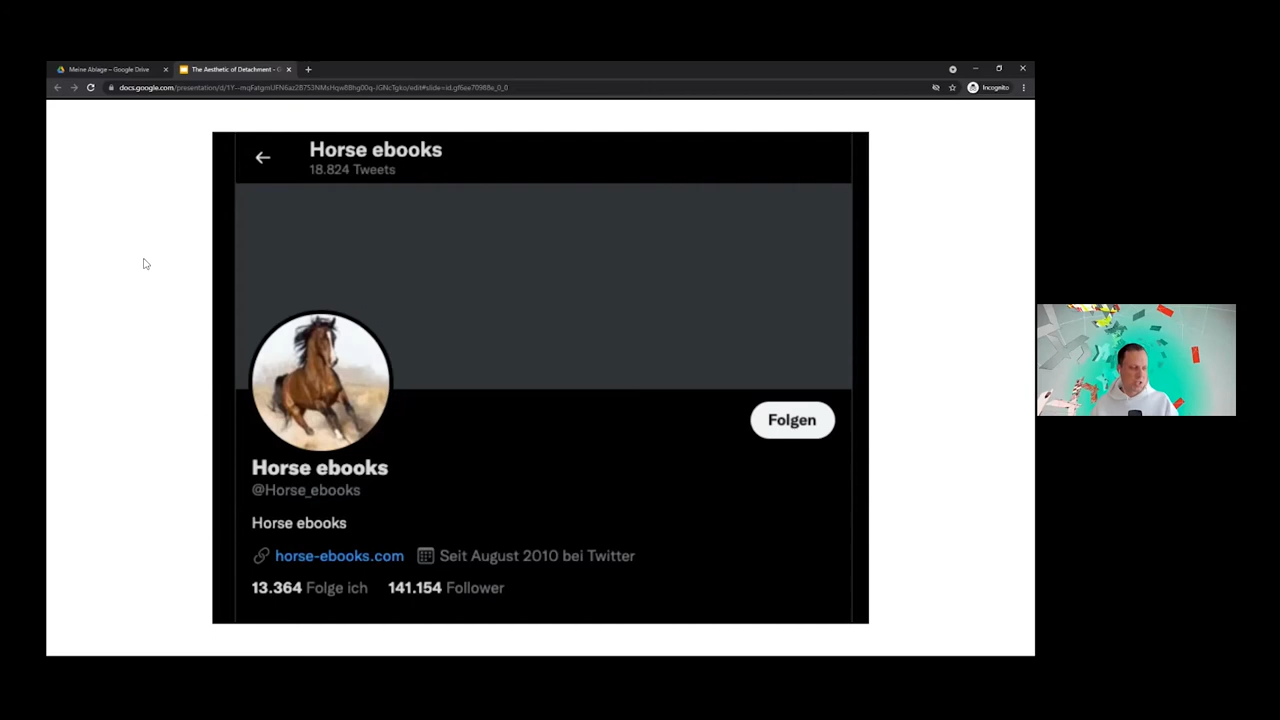 Meine Ablage – Google Drive
The Aesthetic of Detachment - G
Incognito
Horse ebooks
18.824 Tweets
Folgen
Horse ebooks
@Horse_ebooks
Horse ebooks
horse-ebooks.com Seit August 2010 bei Twitter
13.364 Folge ich 141.154 Follower